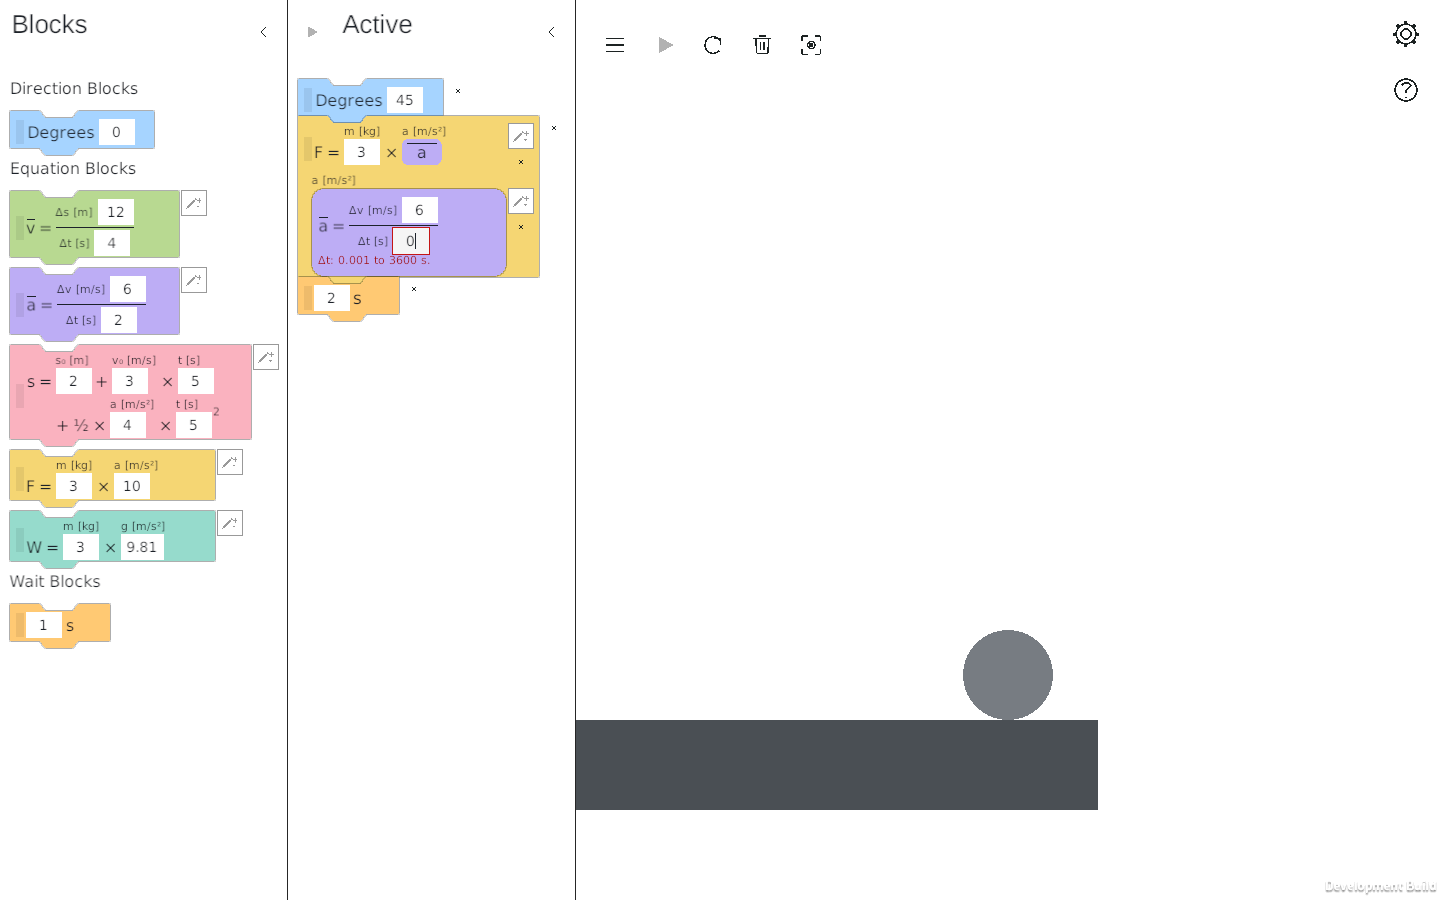 Blocks
Direction Blocks
Degrees 0
Equation Blocks
v = Δs [m] 12
Δt [s] 4
a = Δv [m/s] 6
Δt [s] 2
s₀ [m] v₀ [m/s] t [s]
s = 2 + 3 × 5
a [m/s²] t [s]
+ ½ × 4 × 5 2
m [kg] a [m/s²]
F = 3 × 10
m [kg] g [m/s²]
W = 3 × 9.81
Wait Blocks
1 s
Active
Degrees 45
m [kg] a [m/s²]
F = 3 × a
a [m/s²]
a = Δv [m/s] 6
Δt [s] 0
Δt: 0.001 to 3600 s.
2 s
Development Build